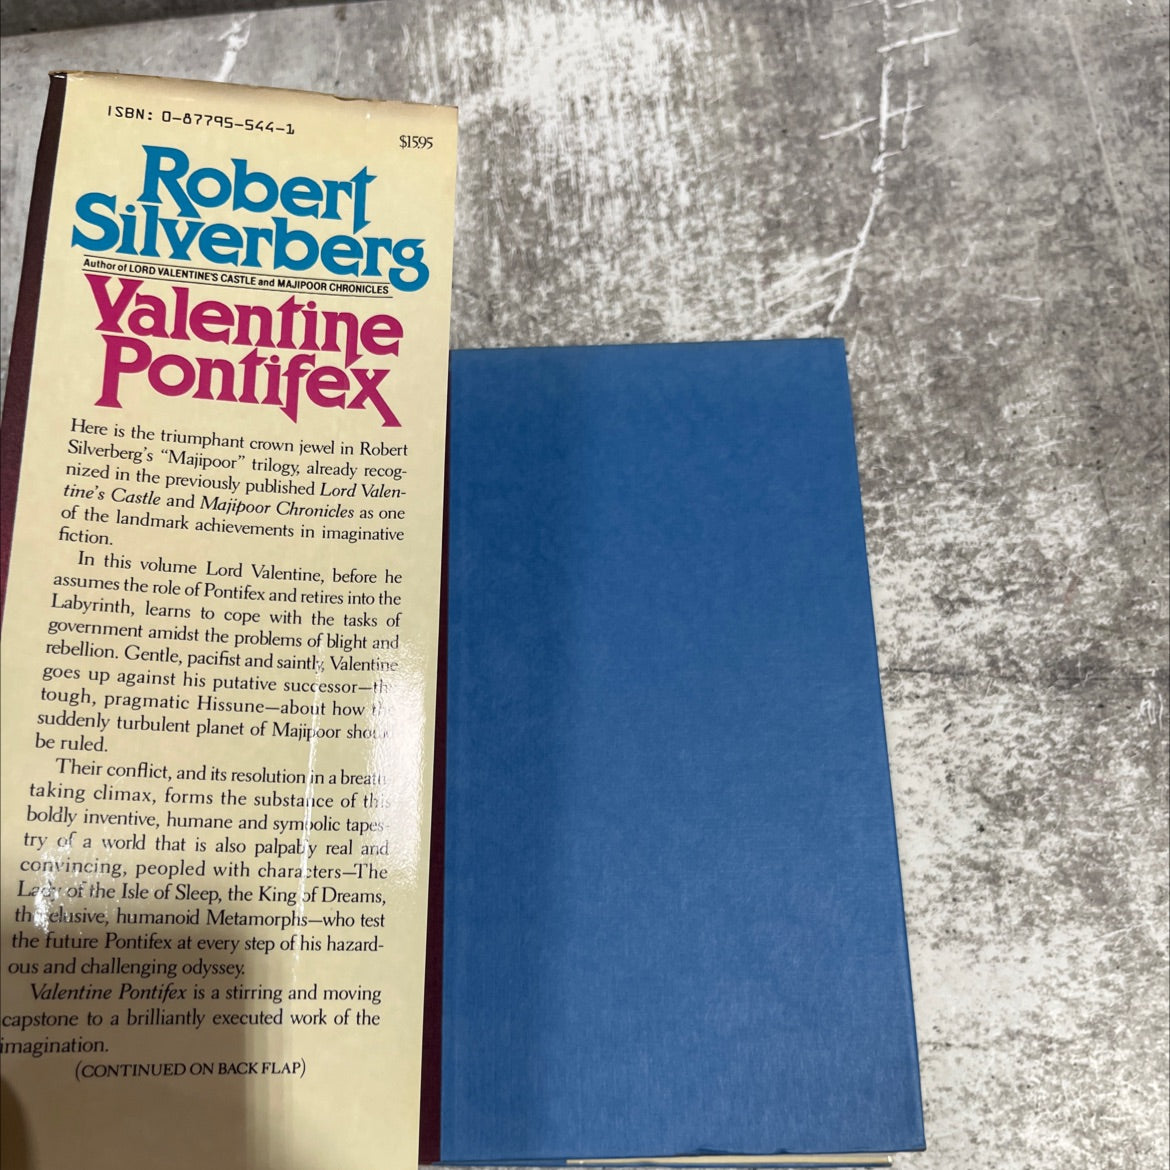 ISBN: 0-87795-544-1
$15.95
Robert
Silverberg
Author of LORD VALENTINE'S CASTLE and MAJIPOOR CHRONICLES
Valentine
Pontifex
Here is the triumphant crown jewel in Robert
Silverberg's "Majipoor" trilogy, already recog-
nized in the previously published Lord Valen-
tine's Castle and Majipoor Chronicles as one
of the landmark achievements in imaginative
fiction.
In this volume Lord Valentine, before he
assumes the role of Pontifex and retires into the
Labyrinth, learns to cope with the tasks of
government amidst the problems of blight and
rebellion. Gentle, pacifist and saintly, Valentine
goes up against his putative successor—the
tough, pragmatic Hissune—about how the
suddenly turbulent planet of Majipoor should
be ruled.
Their conflict, and its resolution in a breath-
taking climax, forms the substance of this
boldly inventive, humane and symbolic tapes-
try of a world that is also palpably real and
convincing, peopled with characters—The
Lady of the Isle of Sleep, the King of Dreams,
the elusive, humanoid Metamorphs—who test
the future Pontifex at every step of his hazard-
ous and challenging odyssey.
Valentine Pontifex is a stirring and moving
capstone to a brilliantly executed work of the
imagination.
(CONTINUED ON BACK FLAP)